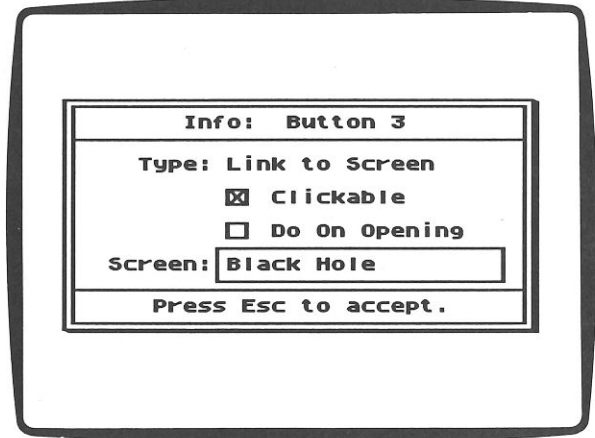 Info: Button 3
Type: Link to Screen
Clickable
Do On Opening
Screen: Black Hole
Press Esc to accept.